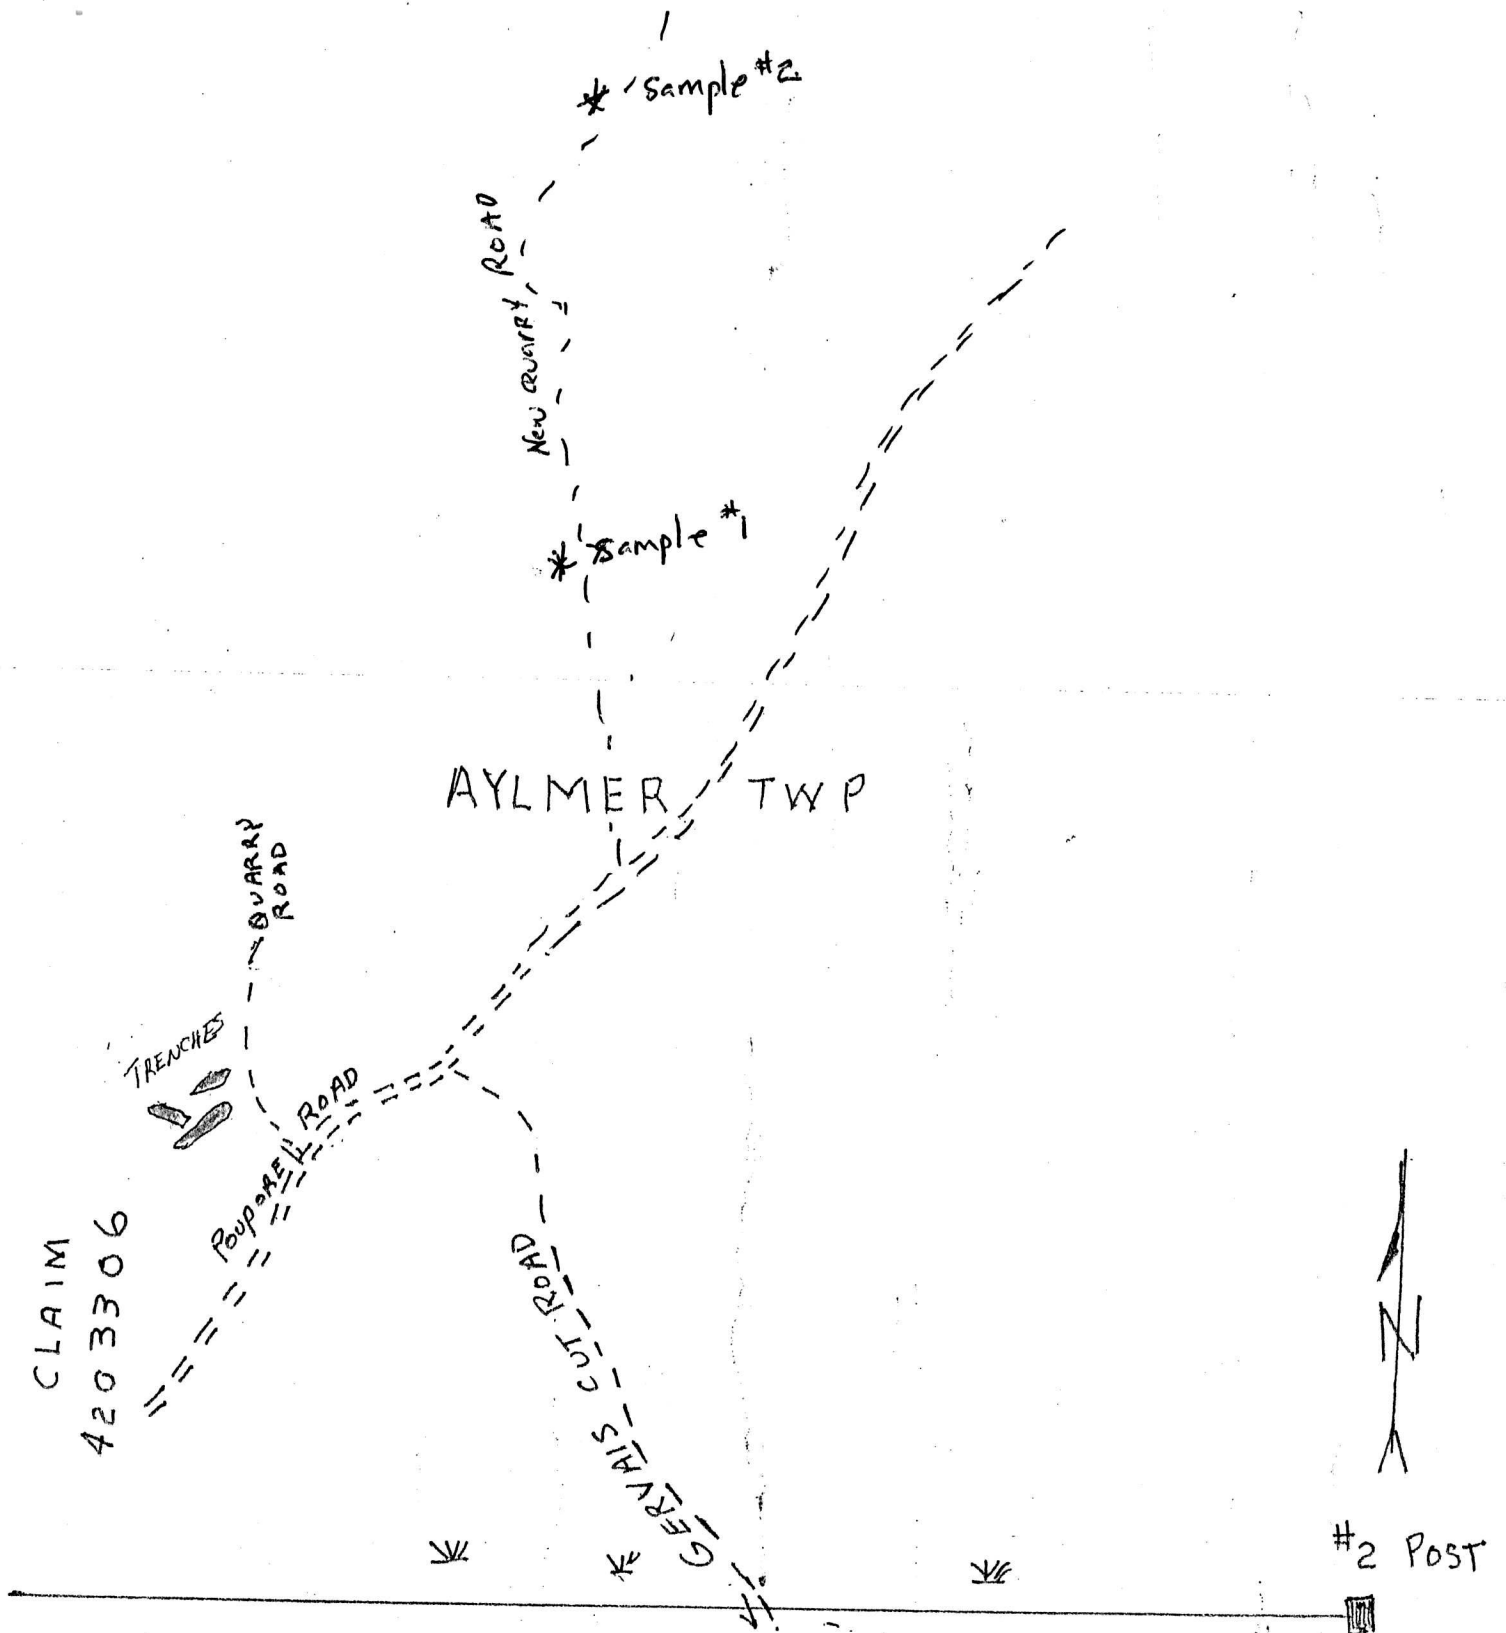 sample #2
New QUARRY ROAD
sample #1
AYLMER TWP
QUARRY
ROAD
TRENCHES
POUPORE ROAD
CLAIM
4203306
GERVAIS CUT ROAD
N
#2 POST